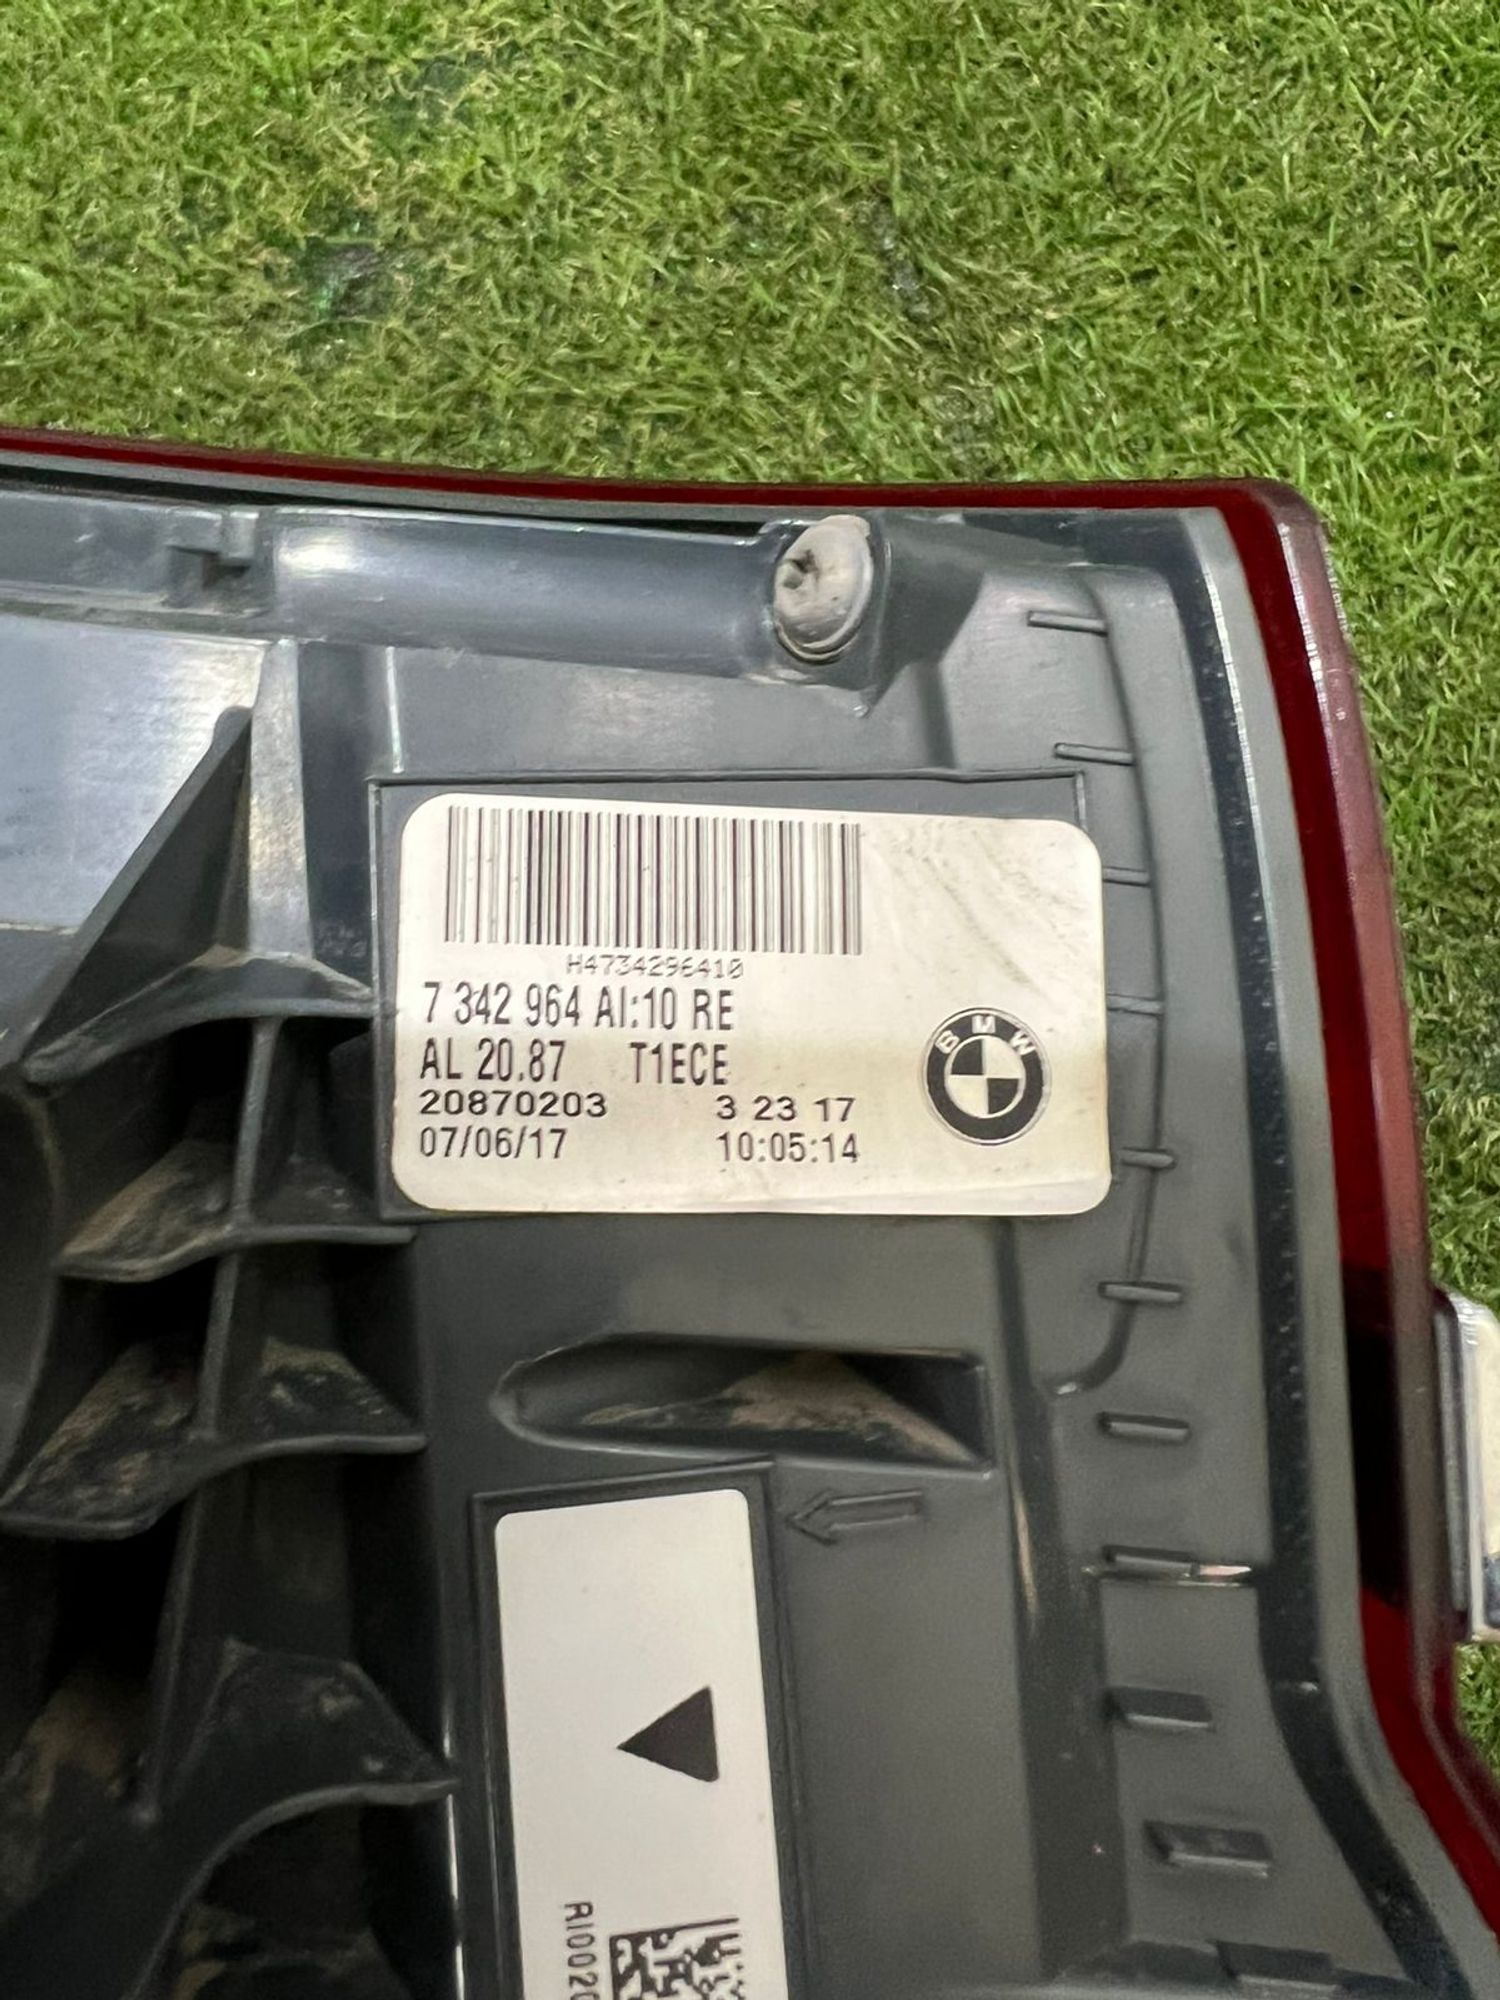 H4734296410
7 342 964 AI:10 RE
AL 20.87 T1ECE
20870203 3 23 17
07/06/17 10:05:14
BMW